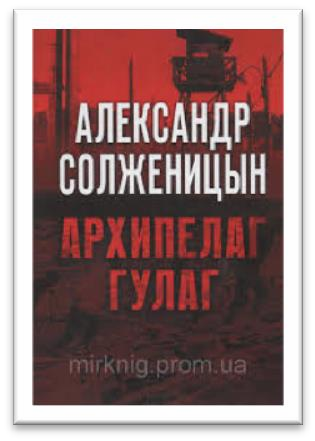 АЛЕКСАНДР
СОЛЖЕНИЦЫН
АРХИПЕЛАГ
ГУЛАГ
mirknig.prom.ua